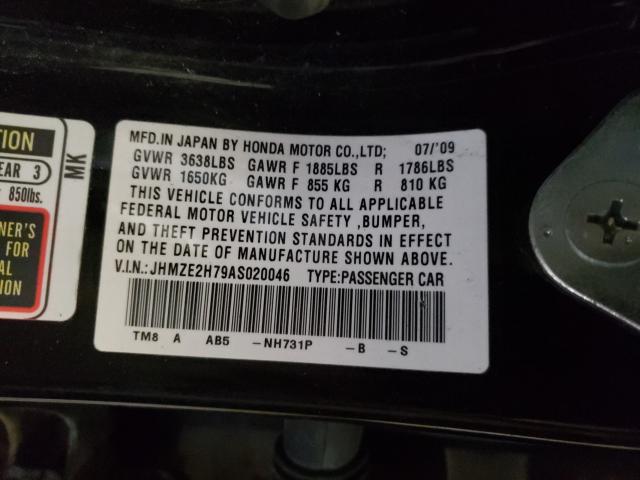 TION
EAR 3
850lbs.
NER'S
FOR
AL
TION
MK
MFD.IN JAPAN BY HONDA MOTOR CO.,LTD; 07/'09
GVWR 3638LBS GAWR F 1885LBS R 1786LBS
GVWR 1650KG GAWR F 855 KG R 810 KG
THIS VEHICLE CONFORMS TO ALL APPLICABLE
FEDERAL MOTOR VEHICLE SAFETY ,BUMPER,
AND THEFT PREVENTION STANDARDS IN EFFECT
ON THE DATE OF MANUFACTURE SHOWN ABOVE.
V.I.N.:JHMZE2H79AS020046 TYPE:PASSENGER CAR
TM8 A AB5 -NH731P -B -S